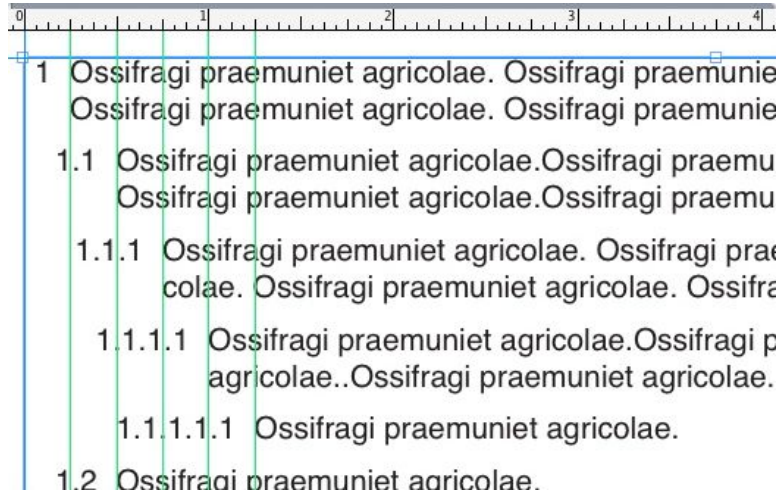 0 1 2 3 4
1 Ossifragi praemuniet agricolae. Ossifragi praemunie
Ossifragi praemuniet agricolae. Ossifragi praemunie
1.1 Ossifragi praemuniet agricolae.Ossifragi praemu
Ossifragi praemuniet agricolae.Ossifragi praemu
1.1.1 Ossifragi praemuniet agricolae. Ossifragi prae
colae. Ossifragi praemuniet agricolae. Ossifra
1.1.1.1 Ossifragi praemuniet agricolae.Ossifragi p
agricolae..Ossifragi praemuniet agricolae.
1.1.1.1.1 Ossifragi praemuniet agricolae.
1.2 Ossifragi praemuniet agricolae.